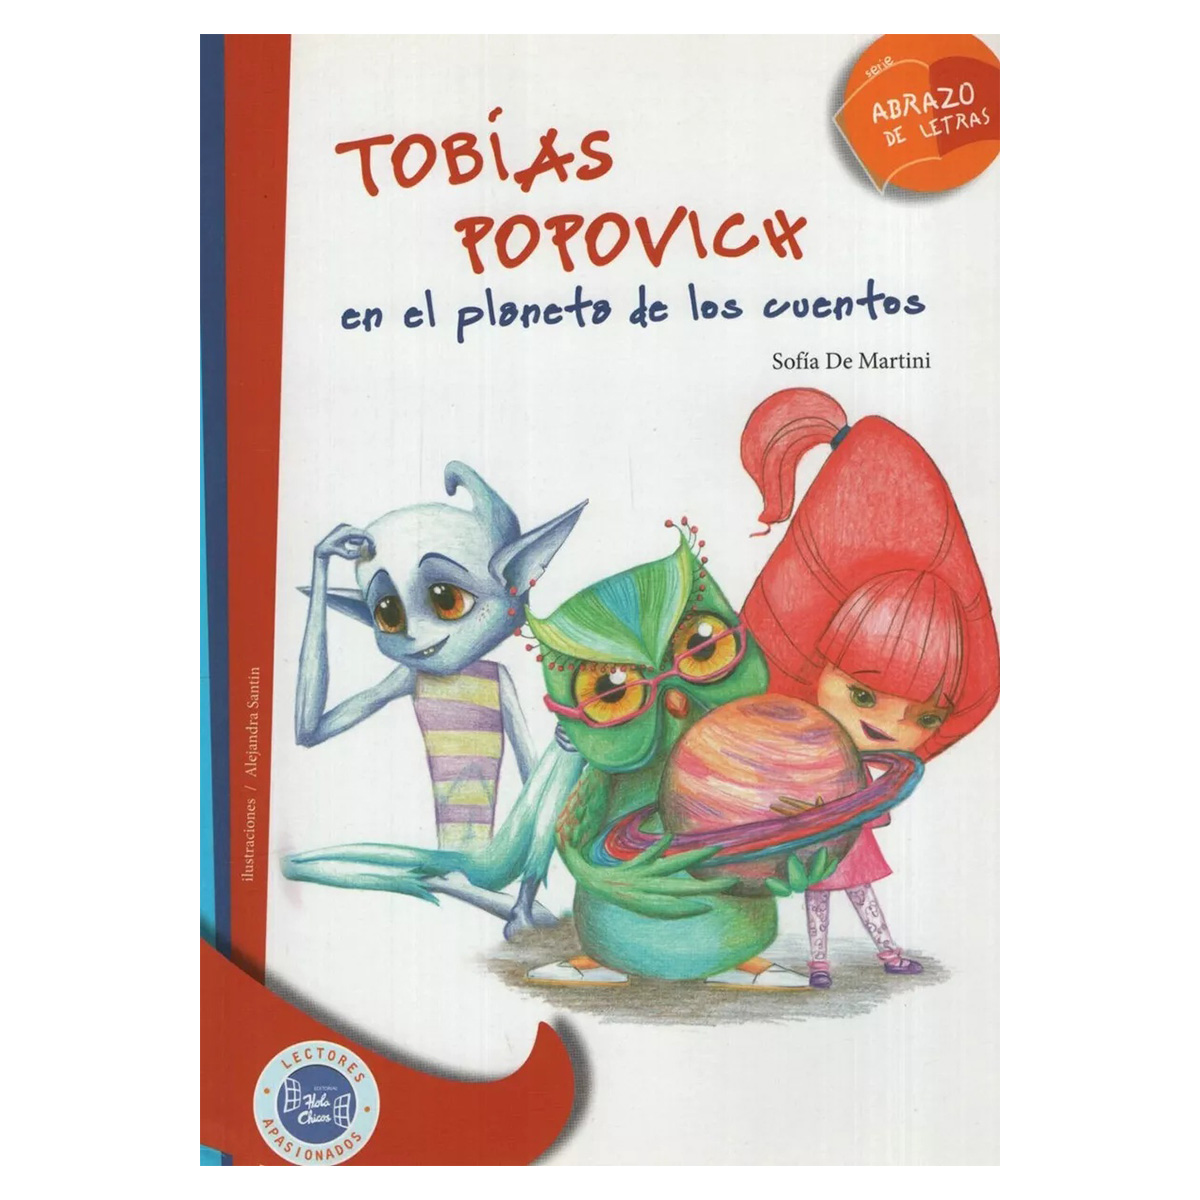 serie
ABRAZO
DE LETRAS
TOBÍAS
POPOVICH
en el planeta de los cuentos
Sofía De Martini
ilustraciones / Alejandra Santin
LECTORES
EDITORIAL
Hola
Chicos
APASIONADOS